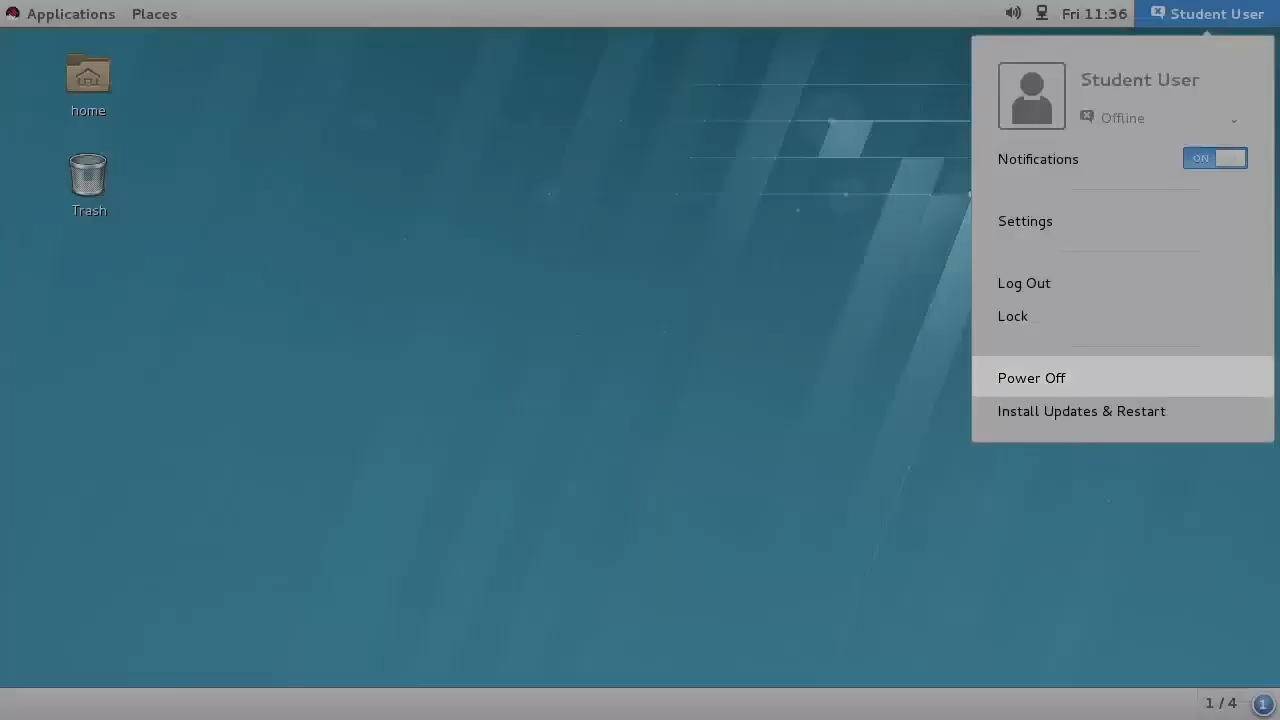 Applications Places Fri 11:36 Student User
home
Trash
Student User
Offline
Notifications ON
Settings
Log Out
Lock
Power Off
Install Updates & Restart
1 / 4 1